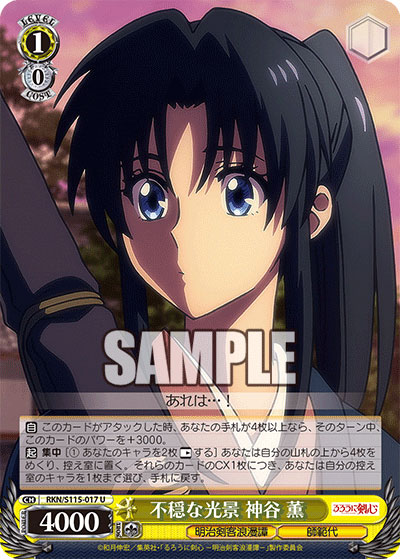 LEVEL
1
0
COST
SAMPLE
あれは…！
自 このカードがアタックした時、あなたの手札が4枚以上なら、そのターン中、
このカードのパワーを＋3000。
起 集中 ［あなたのキャラを2枚レストする］ あなたは自分の山札の上から4枚を
めくり、控え室に置く。それらのカードのCX1枚につき、あなたは自分の控え
室のキャラを1枚まで選び、手札に戻す。
CH RKN/S115-017 U
4000
不穏な光景 神谷 薫
るろうに剣心
明治剣客浪漫譚
師範代
©和月伸宏／集英社・「るろうに剣心 －明治剣客浪漫譚－」製作委員会